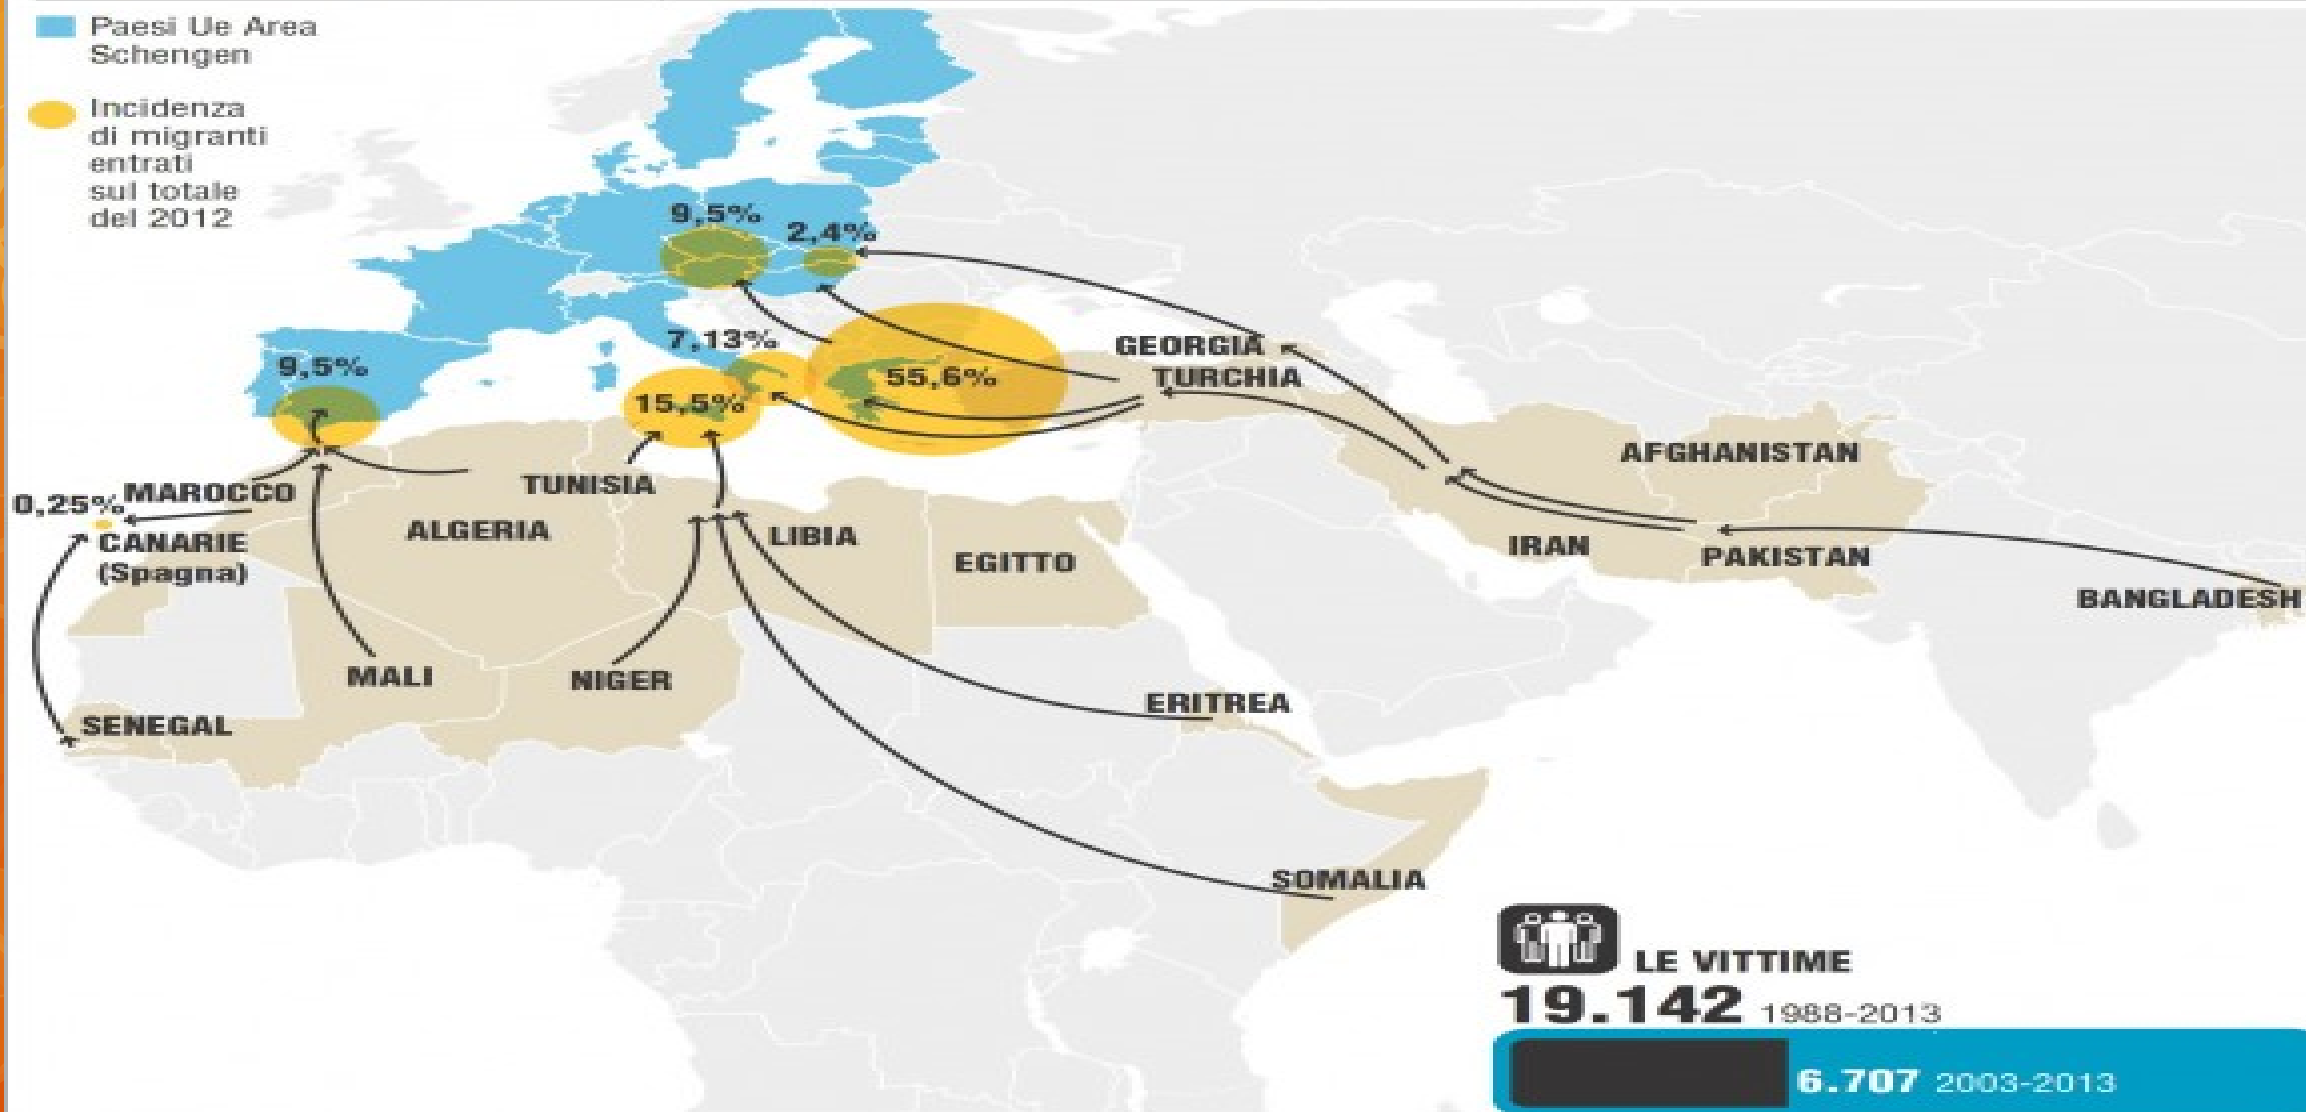 Paesi Ue Area
Schengen
Incidenza
di migranti
entrati
sul totale
del 2012
9,5%
2,4%
7,13%
9,5%
55,6%
15,5%
GEORGIA
TURCHIA
AFGHANISTAN
TUNISIA
MAROCCO
0,25%
ALGERIA
LIBIA
CANARIE
(Spagna)
EGITTO
IRAN
PAKISTAN
BANGLADESH
MALI
NIGER
ERITREA
SENEGAL
SOMALIA
LE VITTIME
19.142 1988-2013
6.707 2003-2013